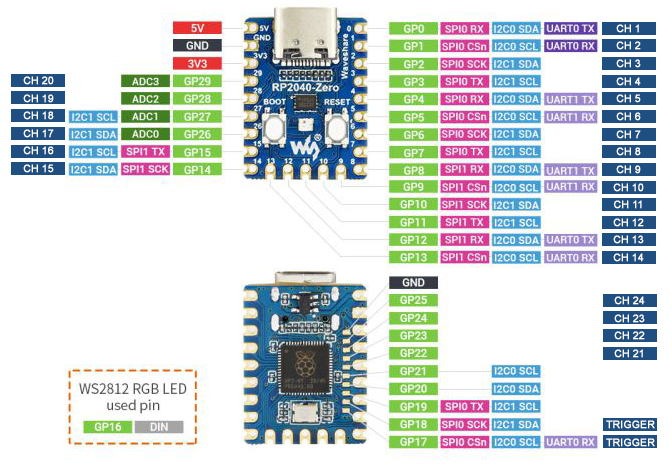 5V
GND
3V3
CH 20 ADC3 GP29
CH 19 ADC2 GP28
CH 18 I2C1 SCL ADC1 GP27
CH 17 I2C1 SDA ADC0 GP26
CH 16 I2C1 SCL SPI1 TX GP15
CH 15 I2C1 SDA SPI1 SCK GP14
5V
GND
3V3
29
28
27
26
15
14 13 12 11 10 9 8
0
1
2
3
4
5
6
7
Waveshare
RP2040-Zero
BOOT RESET
GP0 SPI0 RX I2C0 SDA UART0 TX CH 1
GP1 SPI0 CSn I2C0 SCL UART0 RX CH 2
GP2 SPI0 SCK I2C1 SDA CH 3
GP3 SPI0 TX I2C1 SCL CH 4
GP4 SPI0 RX I2C0 SDA UART1 TX CH 5
GP5 SPI0 CSn I2C0 SCL UART1 RX CH 6
GP6 SPI0 SCK I2C1 SDA CH 7
GP7 SPI0 TX I2C1 SCL CH 8
GP8 SPI1 RX I2C0 SDA UART1 TX CH 9
GP9 SPI1 CSn I2C0 SCL UART1 RX CH 10
GP10 SPI1 SCK I2C1 SDA CH 11
GP11 SPI1 TX I2C1 SCL CH 12
GP12 SPI1 RX I2C0 SDA UART0 TX CH 13
GP13 SPI1 CSn I2C0 SCL UART0 RX CH 14
GND
GP25 CH 24
GP24 CH 23
GP23 CH 22
GP22 CH 21
GP21 I2C0 SCL
GP20 I2C0 SDA
GP19 SPI0 TX I2C1 SCL
GP18 SPI0 SCK I2C1 SDA TRIGGER
GP17 SPI0 CSn I2C0 SCL UART0 RX TRIGGER
WS2812 RGB LED
used pin
GP16 DIN